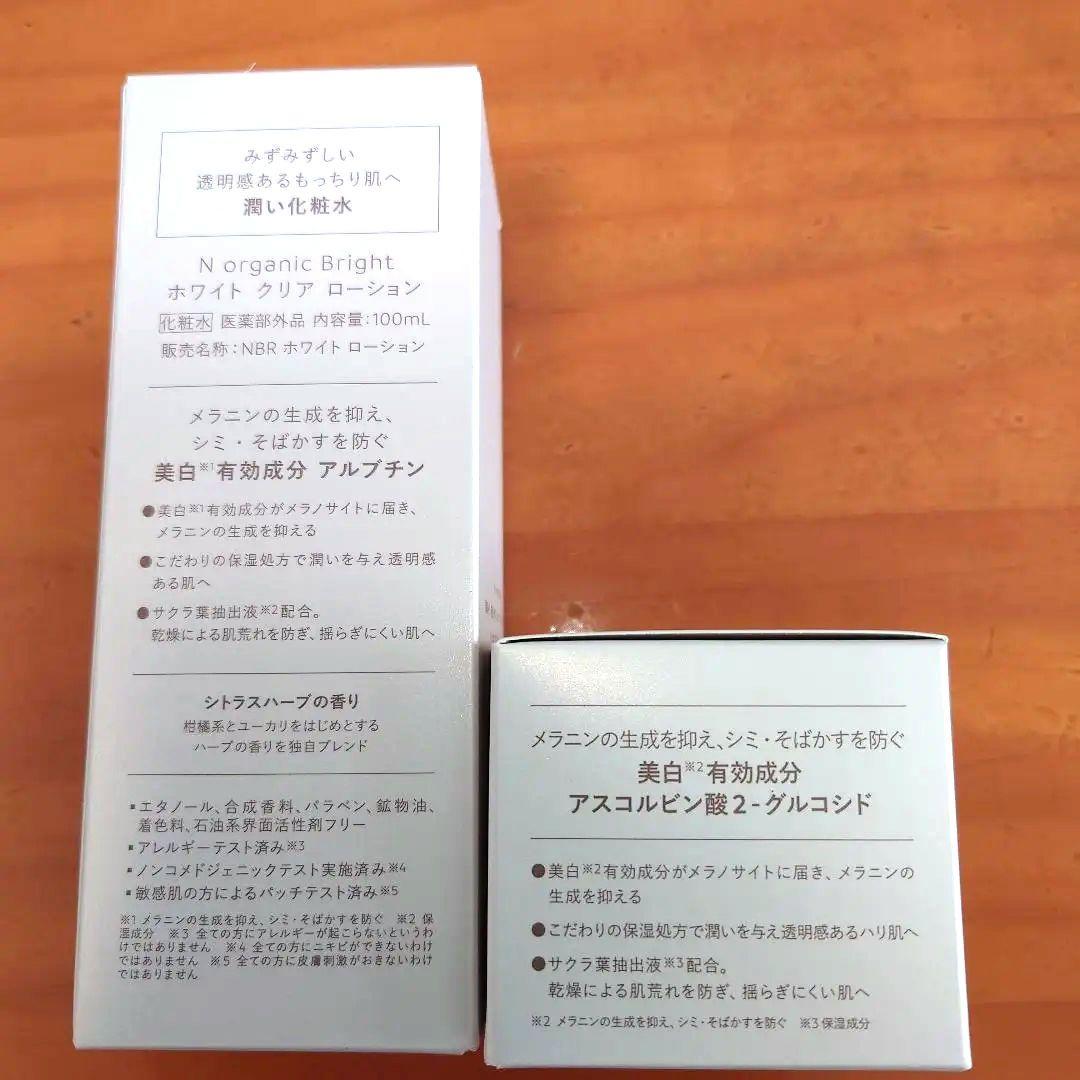 みずみずしい
透明感あるもっちり肌へ
潤い化粧水
N organic Bright
ホワイト クリア ローション
化粧水 医薬部外品 内容量:100mL
販売名称:NBR ホワイト ローション
メラニンの生成を抑え、
シミ・そばかすを防ぐ
美白※1有効成分 アルブチン
●美白※1有効成分がメラノサイトに届き、
メラニンの生成を抑える
●こだわりの保湿処方で潤いを与え透明感
ある肌へ
●サクラ葉抽出液※2配合。
乾燥による肌荒れを防ぎ、揺らぎにくい肌へ
シトラスハーブの香り
柑橘系とユーカリをはじめとする
ハーブの香りを独自ブレンド
▪エタノール、合成香料、パラベン、鉱物油、
着色料、石油系界面活性剤フリー
▪アレルギーテスト済み※3
▪ノンコメドジェニックテスト実施済み※4
▪敏感肌の方によるパッチテスト済み※5
※1 メラニンの生成を抑え、シミ・そばかすを防ぐ ※2 保
湿成分 ※3 全ての方にアレルギーが起こらないというわ
けではありません ※4 全ての方にニキビができないわけ
ではありません ※5 全ての方に皮膚刺激がおきないわけ
ではありません
メラニンの生成を抑え、シミ・そばかすを防ぐ
美白※2有効成分
アスコルビン酸2-グルコシド
●美白※2有効成分がメラノサイトに届き、メラニンの
生成を抑える
●こだわりの保湿処方で潤いを与え透明感あるハリ肌へ
●サクラ葉抽出液※3配合。
乾燥による肌荒れを防ぎ、揺らぎにくい肌へ
※2 メラニンの生成を抑え、シミ・そばかすを防ぐ ※3 保湿成分